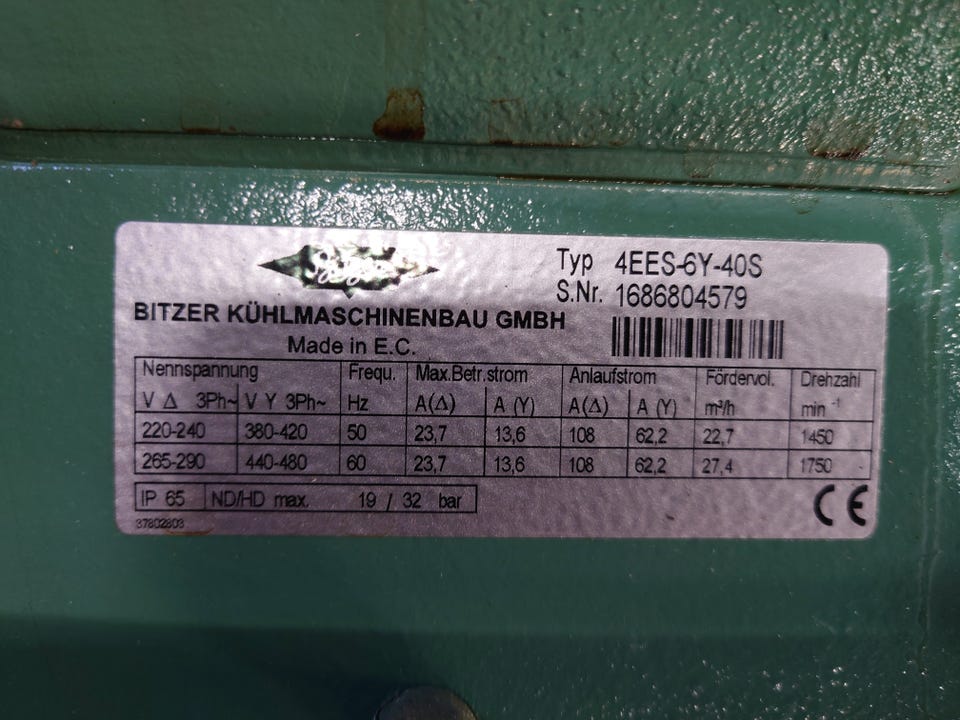 Typ 4EES-6Y-40S
S.Nr. 1686804579
BITZER KÜHLMASCHINENBAU GMBH
Made in E.C.
Nennspannung Frequ. Max.Betr.strom Anlaufstrom Fördervol. Drehzahl
V Δ 3Ph~ V Y 3Ph~ Hz A(Δ) A (Y) A(Δ) A (Y) m³/h min -1
220-240 380-420 50 23,7 13,6 108 62,2 22,7 1450
265-290 440-480 60 23,7 13,6 108 62,2 27,4 1750
IP 65 ND/HD max. 19 / 32 bar
CE
37802803